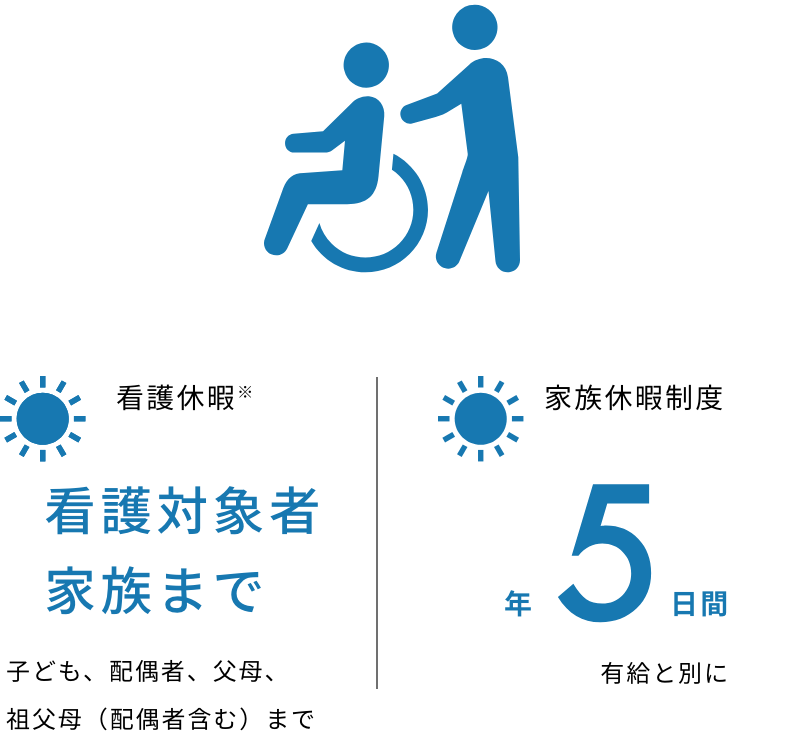 看護休暇※
看護対象者
家族まで
子ども、配偶者、父母、
祖父母（配偶者含む）まで
家族休暇制度
年5日間
有給と別に